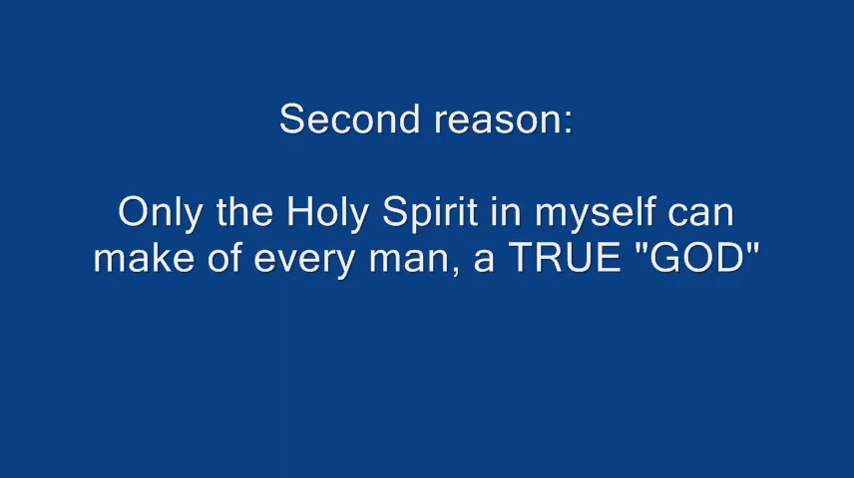 Second reason:
Only the Holy Spirit in myself can
make of every man, a TRUE "GOD"